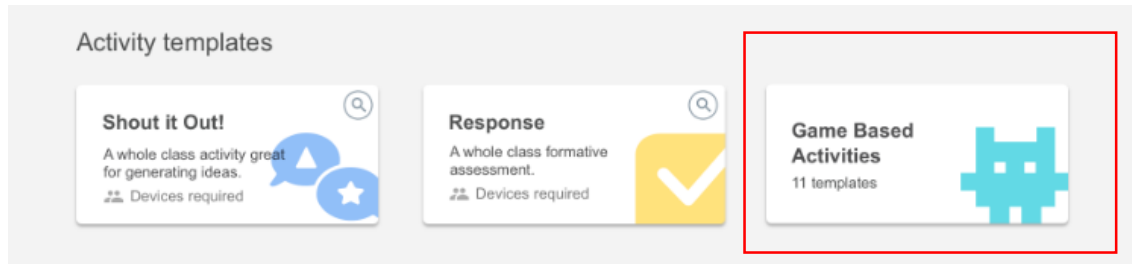 Activity templates
Shout it Out!
A whole class activity great
for generating ideas.
Devices required
Response
A whole class formative
assessment.
Devices required
Game Based
Activities
11 templates